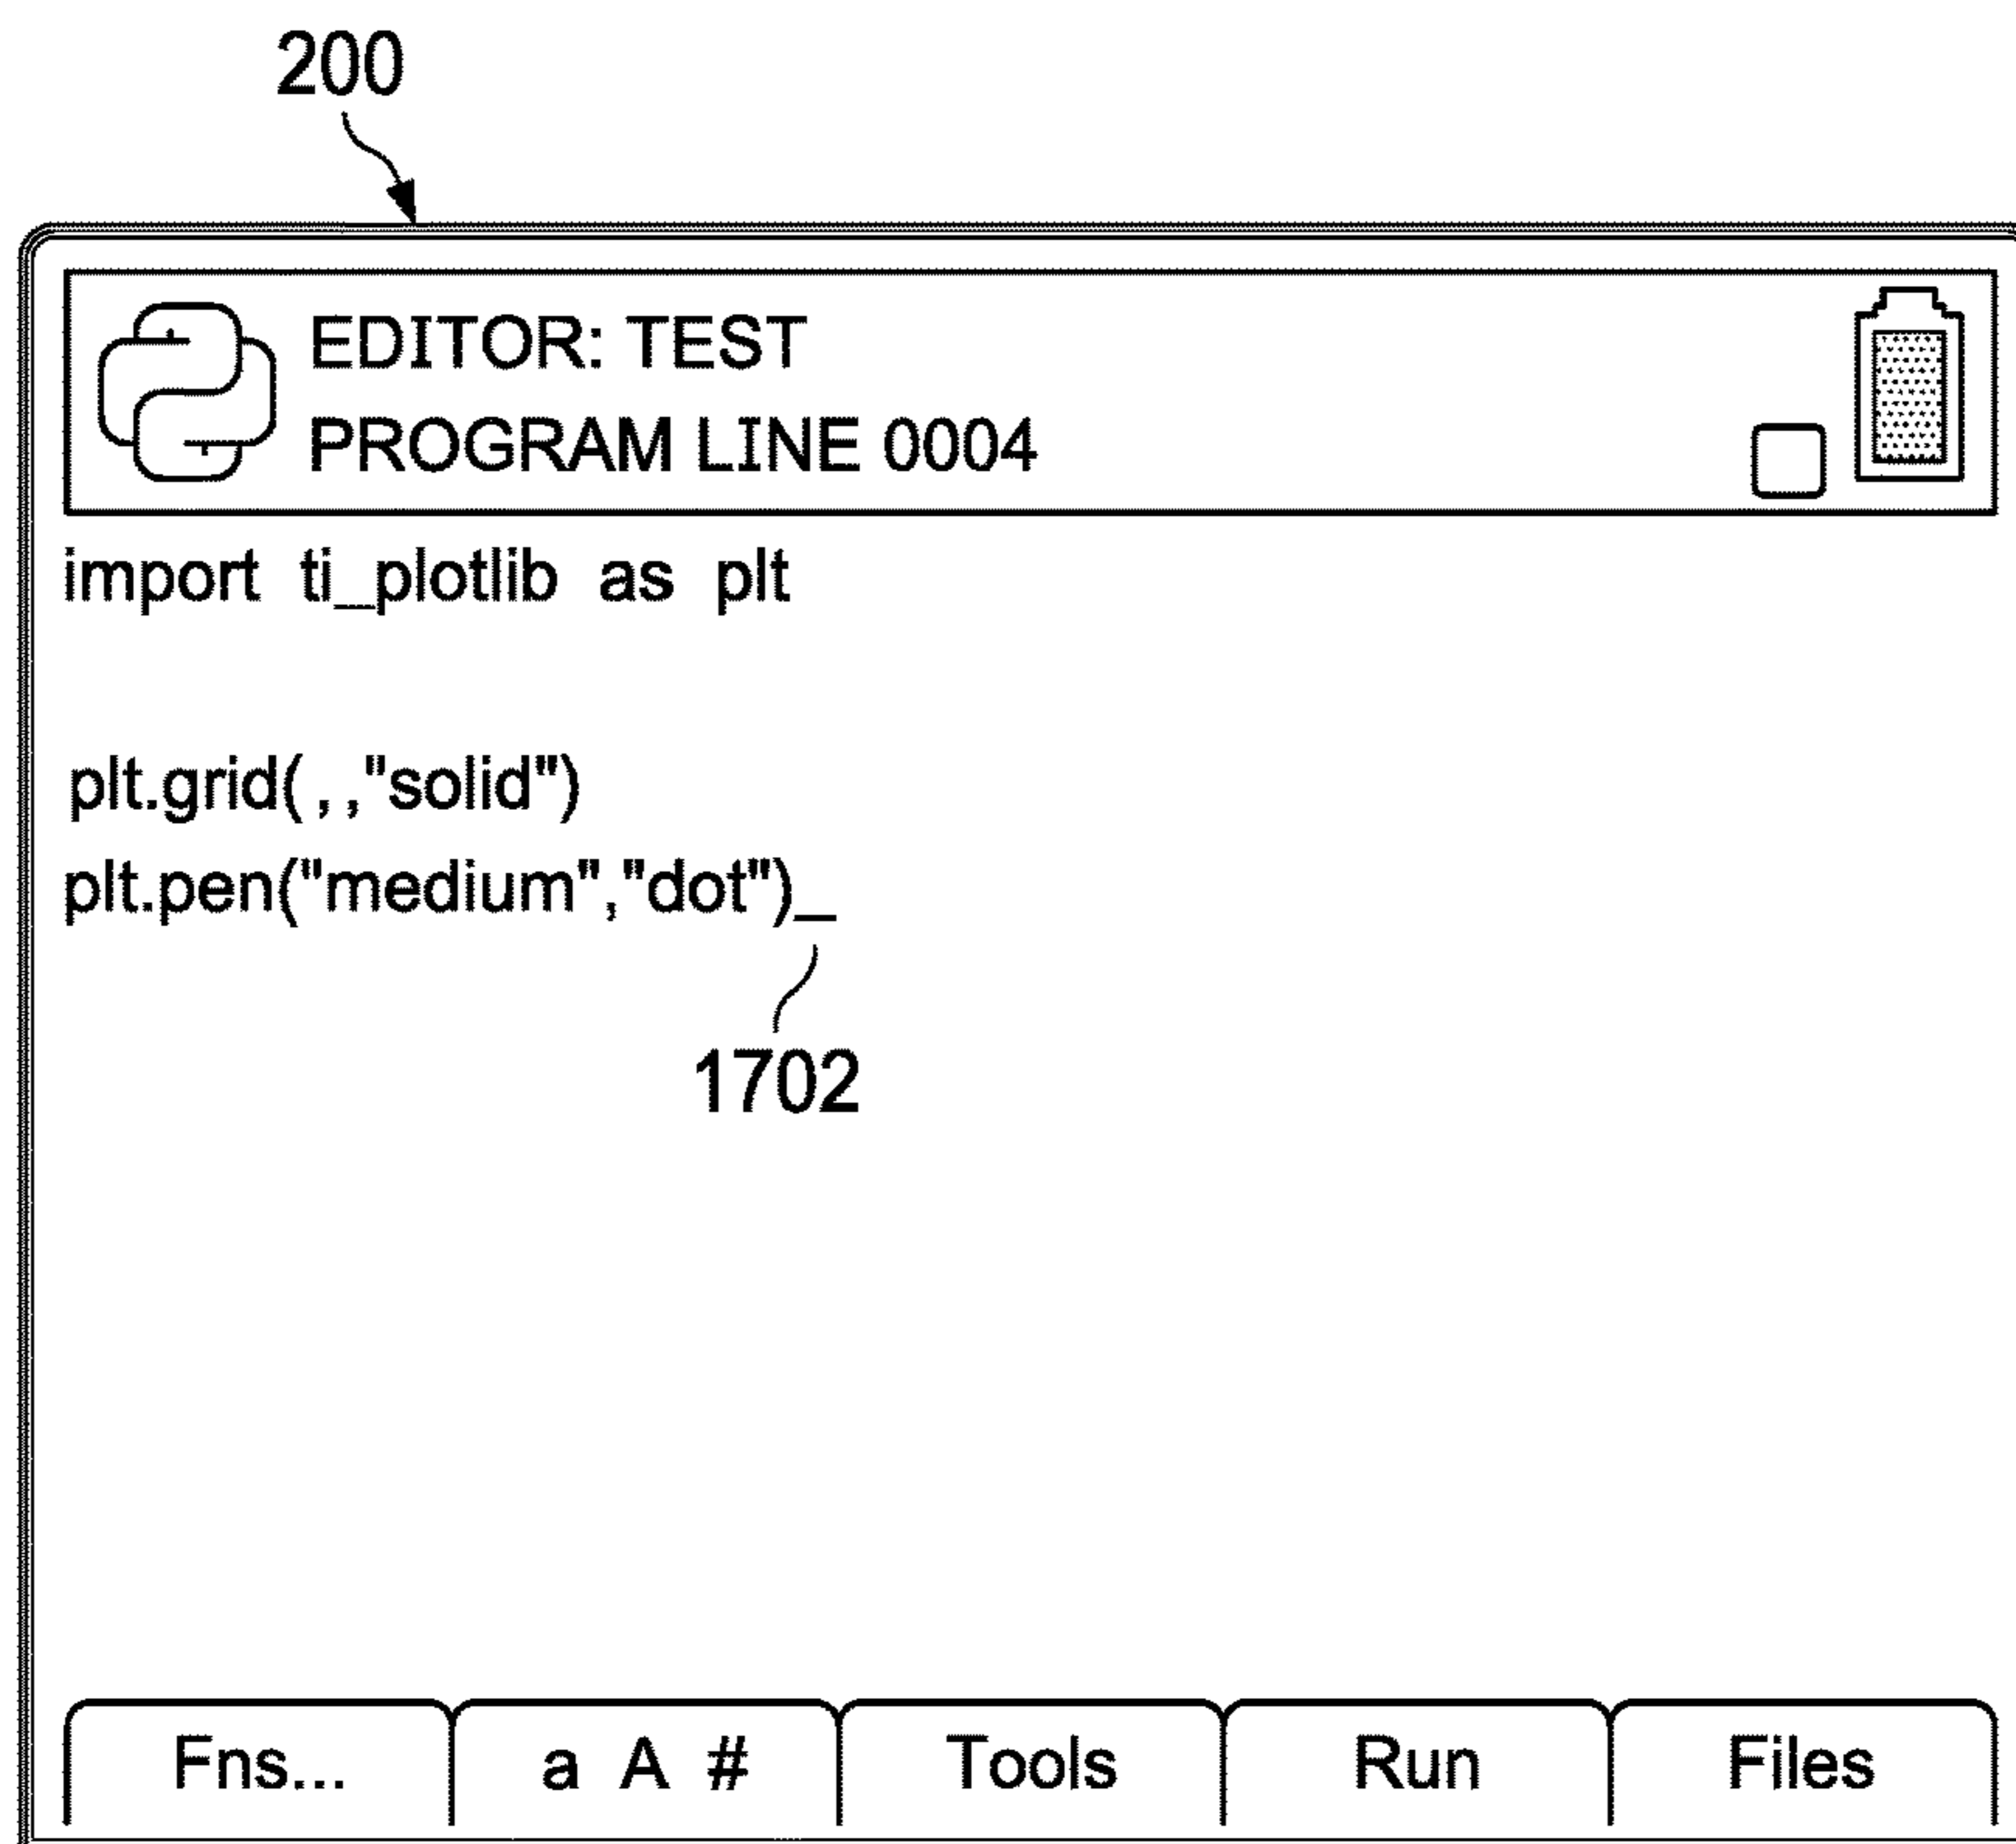 200
EDITOR: TEST
PROGRAM LINE 0004
import ti_plotlib as plt
plt.grid(,,"solid")
plt.pen("medium","dot")_
1702
Fns... a A # Tools Run Files